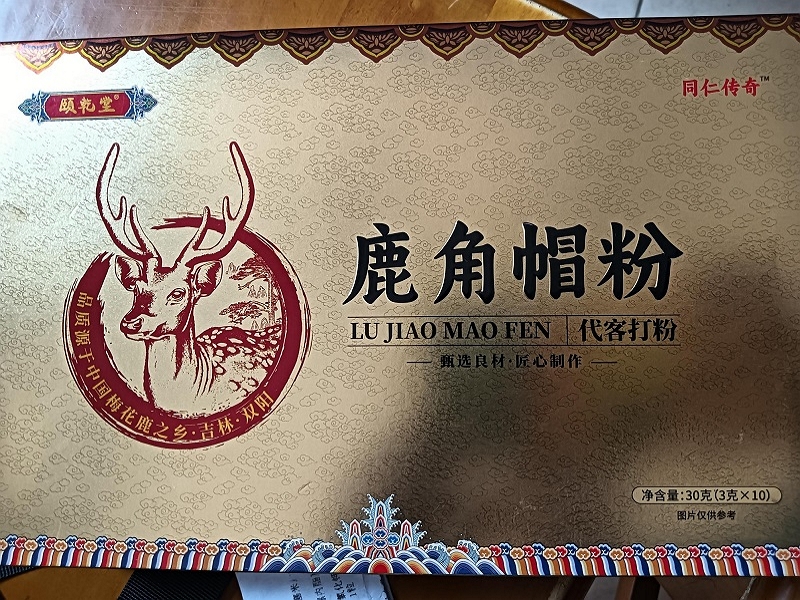 颐乾堂®
同仁传奇™
鹿角帽粉
LU JIAO MAO FEN 代客打粉
甄选良材·匠心制作
品质源于中国梅花鹿之乡·吉林·双阳
净含量:30克(3克×10)
图片仅供参考